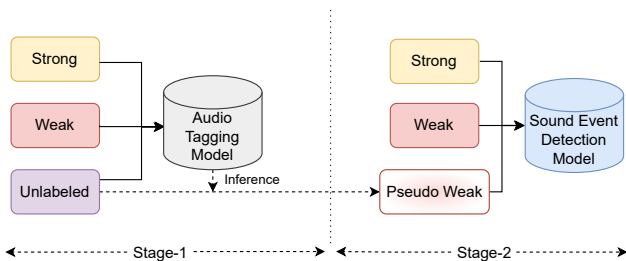 Strong
Weak
Unlabeled
Audio
Tagging
Model
Inference
Stage-1
Strong
Weak
Pseudo Weak
Sound Event
Detection
Model
Stage-2